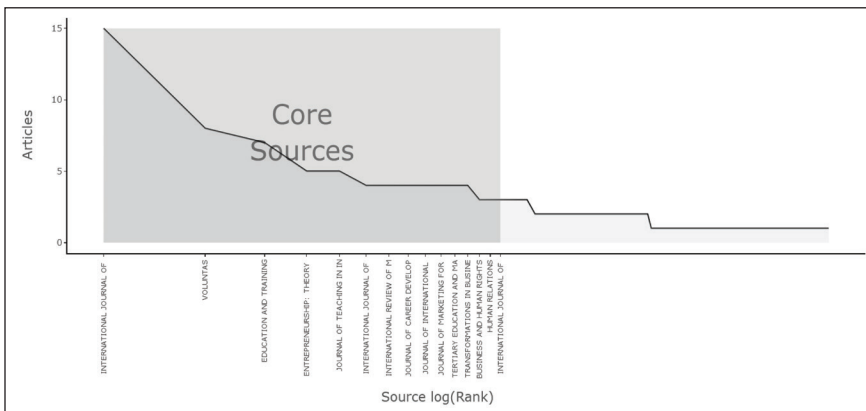 15
10
5
0
Articles
Core
Sources
INTERNATIONAL JOURNAL OF
VOLUNTAS
EDUCATION AND TRAINING
ENTREPRENEURSHIP: THEORY
JOURNAL OF TEACHING IN IN
INTERNATIONAL JOURNAL OF
INTERNATIONAL REVIEW OF M
JOURNAL OF CAREER DEVELOP
JOURNAL OF INTERNATIONAL
JOURNAL OF MARKETING FOR
TERTIARY EDUCATION AND MA
TRANSFORMATIONS IN BUSINE
BUSINESS AND HUMAN RIGHTS
HUMAN RELATIONS
INTERNATIONAL JOURNAL OF
Source log(Rank)